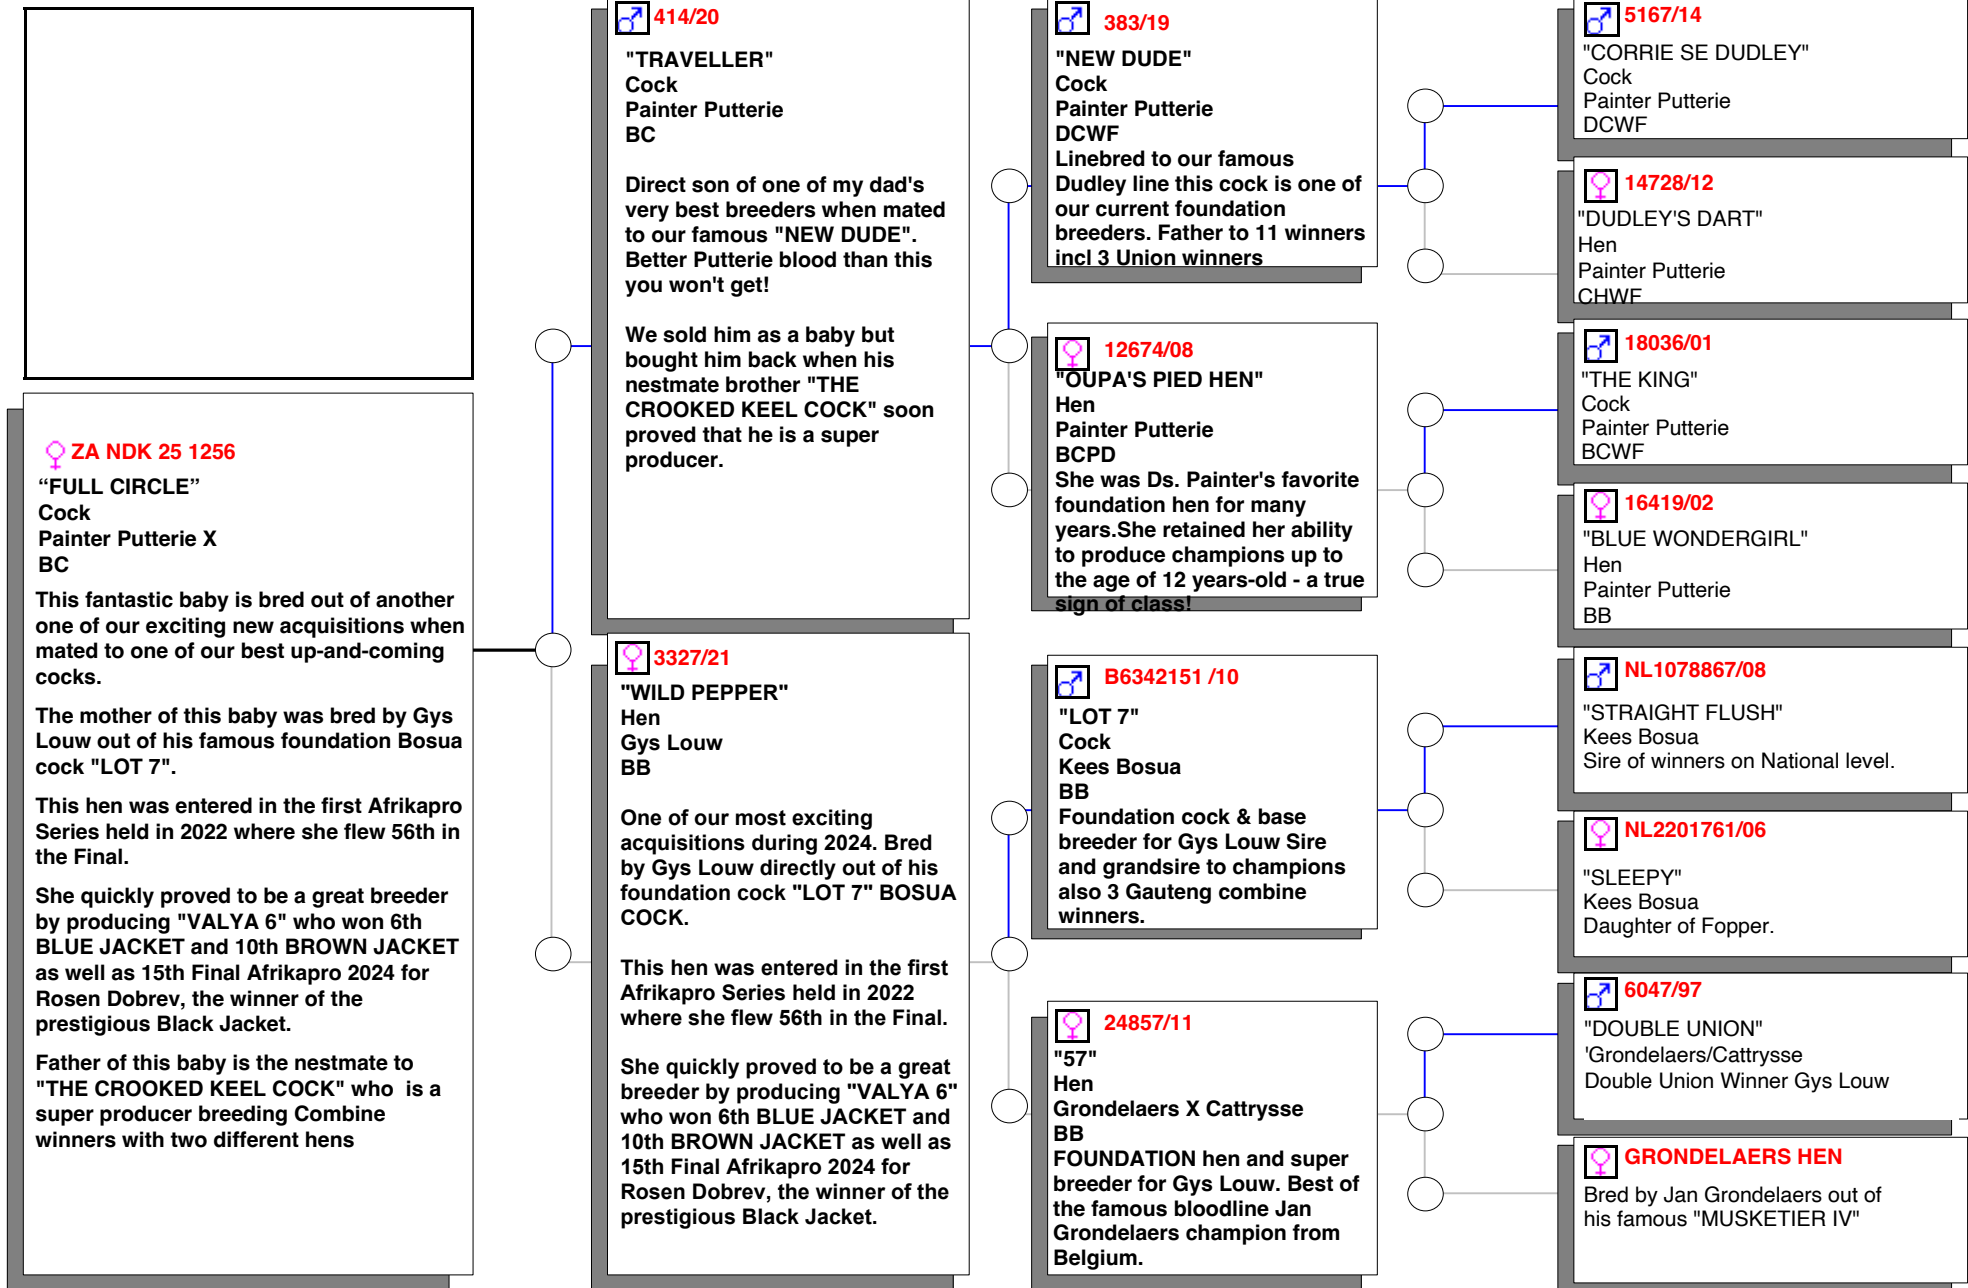 ZA NDK 25 1256
“FULL CIRCLE”
Cock
Painter Putterie X
BC
This fantastic baby is bred out of another
one of our exciting new acquisitions when
mated to one of our best up-and-coming
cocks.
The mother of this baby was bred by Gys
Louw out of his famous foundation Bosua
cock "LOT 7".
This hen was entered in the first Afrikapro
Series held in 2022 where she flew 56th in
the Final.
She quickly proved to be a great breeder
by producing "VALYA 6" who won 6th
BLUE JACKET and 10th BROWN JACKET
as well as 15th Final Afrikapro 2024 for
Rosen Dobrev, the winner of the
prestigious Black Jacket.
Father of this baby is the nestmate to
"THE CROOKED KEEL COCK" who  is a
super producer breeding Combine
winners with two different hens
414/20
"TRAVELLER"
Cock
Painter Putterie
BC
Direct son of one of my dad's
very best breeders when mated
to our famous "NEW DUDE".
Better Putterie blood than this
you won't get!
We sold him as a baby but
bought him back when his
nestmate brother "THE
CROOKED KEEL COCK" soon
proved that he is a super
producer.
3327/21
"WILD PEPPER"
Hen
Gys Louw
BB
One of our most exciting
acquisitions during 2024. Bred
by Gys Louw directly out of his
foundation cock "LOT 7" BOSUA
COCK.
This hen was entered in the first
Afrikapro Series held in 2022
where she flew 56th in the Final.
She quickly proved to be a great
breeder by producing "VALYA 6"
who won 6th BLUE JACKET and
10th BROWN JACKET as well as
15th Final Afrikapro 2024 for
Rosen Dobrev, the winner of the
prestigious Black Jacket.
383/19
"NEW DUDE"
Cock
Painter Putterie
DCWF
Linebred to our famous
Dudley line this cock is one of
our current foundation
breeders. Father to 11 winners
incl 3 Union winners
12674/08
"OUPA'S PIED HEN"
Hen
Painter Putterie
BCPD
She was Ds. Painter's favorite
foundation hen for many
years.She retained her ability
to produce champions up to
the age of 12 years-old - a true
sign of class!
B6342151 /10
"LOT 7"
Cock
Kees Bosua
BB
Foundation cock & base
breeder for Gys Louw Sire
and grandsire to champions
also 3 Gauteng combine
winners.
24857/11
"57"
Hen
Grondelaers X Cattrysse
BB
FOUNDATION hen and super
breeder for Gys Louw. Best of
the famous bloodline Jan
Grondelaers champion from
Belgium.
5167/14
"CORRIE SE DUDLEY"
Cock
Painter Putterie
DCWF
14728/12
"DUDLEY'S DART"
Hen
Painter Putterie
CHWF
18036/01
"THE KING"
Cock
Painter Putterie
BCWF
16419/02
"BLUE WONDERGIRL"
Hen
Painter Putterie
BB
NL1078867/08
"STRAIGHT FLUSH"
Kees Bosua
Sire of winners on National level.
NL2201761/06
"SLEEPY"
Kees Bosua
Daughter of Fopper.
6047/97
"DOUBLE UNION"
'Grondelaers/Cattrysse
Double Union Winner Gys Louw
GRONDELAERS HEN
Bred by Jan Grondelaers out of
his famous "MUSKETIER IV"